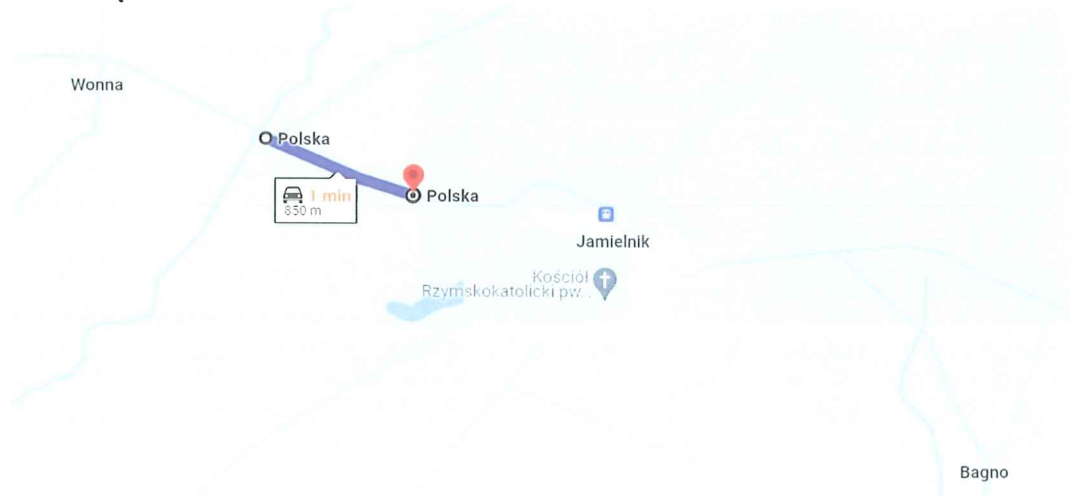 Wonna
Polska
1 min
850 m
Polska
Jamielnik
Kościół
Rzymskokatolicki pw...
Bagno